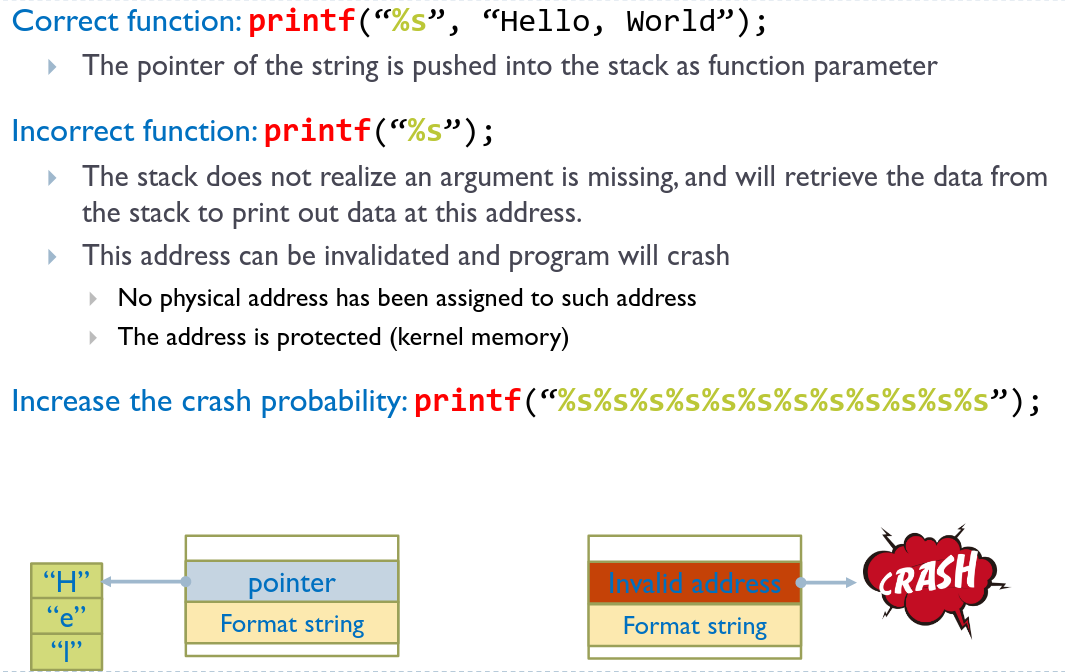 Correct function: printf(“%s”, “Hello, World”);
The pointer of the string is pushed into the stack as function parameter
Incorrect function: printf(“%s”);
The stack does not realize an argument is missing, and will retrieve the data from
the stack to print out data at this address.
This address can be invalidated and program will crash
No physical address has been assigned to such address
The address is protected (kernel memory)
Increase the crash probability: printf(“%s%s%s%s%s%s%s%s%s%s%s%s”);
“H”
“e”
“l”
pointer
Format string
Invalid address
Format string
CRASH